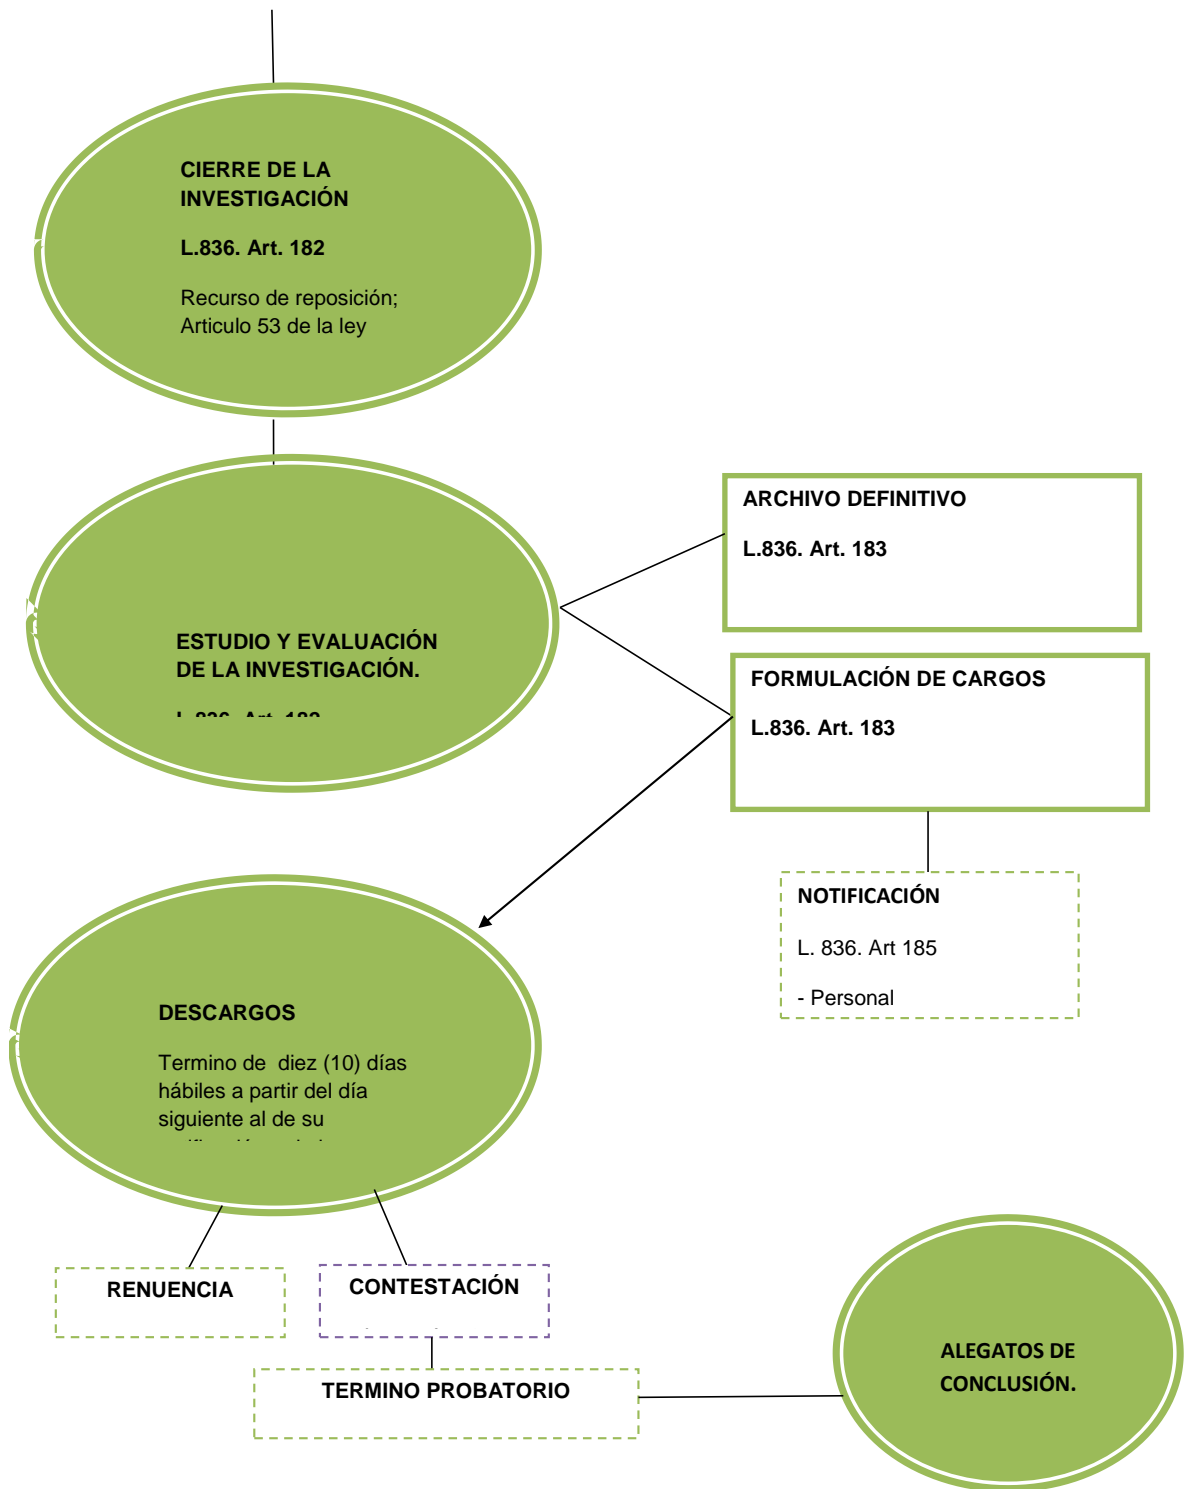 CIERRE DE LA
INVESTIGACIÓN
L.836. Art. 182
Recurso de reposición;
Articulo 53 de la ley
ESTUDIO Y EVALUACIÓN
DE LA INVESTIGACIÓN.
ARCHIVO DEFINITIVO
L.836. Art. 183
FORMULACIÓN DE CARGOS
L.836. Art. 183
NOTIFICACIÓN
L. 836. Art 185
- Personal
DESCARGOS
Termino de  diez (10) días
hábiles a partir del día
siguiente al de su
RENUENCIA
CONTESTACIÓN
TERMINO PROBATORIO
ALEGATOS DE
CONCLUSIÓN.